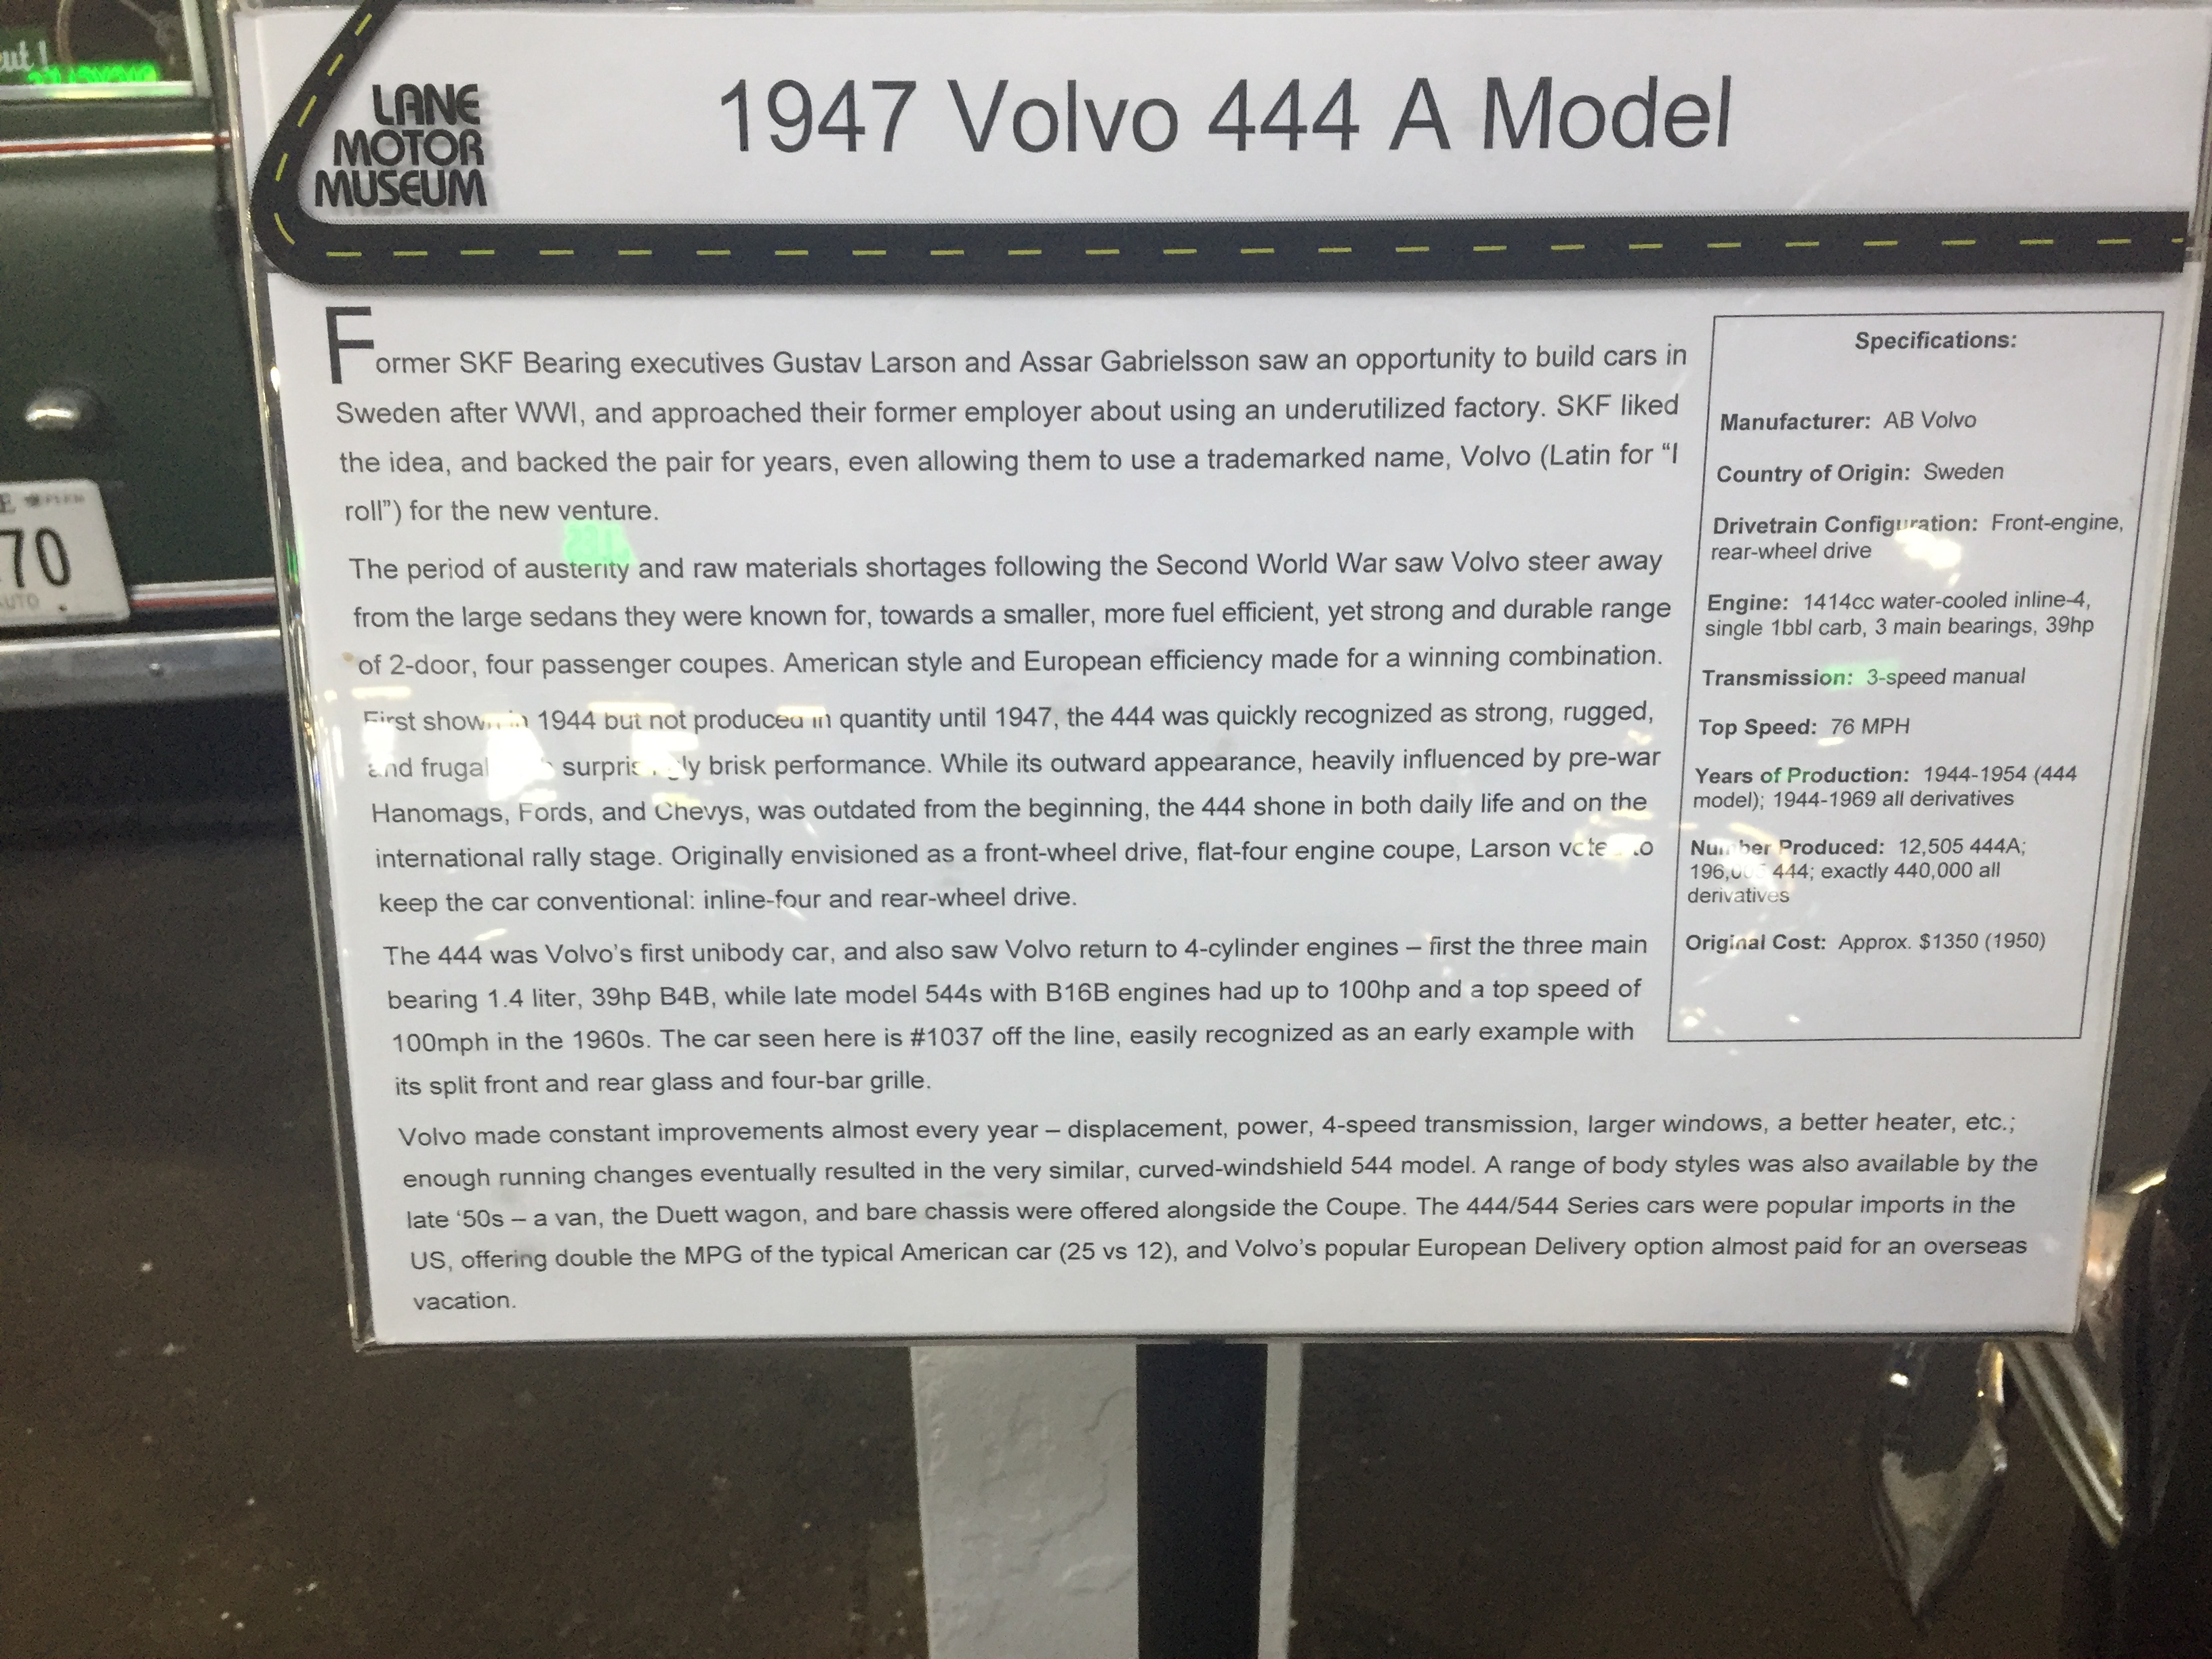 LANE
MOTOR
MUSEUM
1947 Volvo 444 A Model
Former SKF Bearing executives Gustav Larson and Assar Gabrielsson saw an opportunity to build cars in
Sweden after WWI, and approached their former employer about using an underutilized factory. SKF liked
the idea, and backed the pair for years, even allowing them to use a trademarked name, Volvo (Latin for “I
roll”) for the new venture.
The period of austerity and raw materials shortages following the Second World War saw Volvo steer away
from the large sedans they were known for, towards a smaller, more fuel efficient, yet strong and durable range
of 2-door, four passenger coupes. American style and European efficiency made for a winning combination.
First shown in 1944 but not produced in quantity until 1947, the 444 was quickly recognized as strong, rugged,
and frugal surprisingly brisk performance. While its outward appearance, heavily influenced by pre-war
Hanomags, Fords, and Chevys, was outdated from the beginning, the 444 shone in both daily life and on the
international rally stage. Originally envisioned as a front-wheel drive, flat-four engine coupe, Larson voted to
keep the car conventional: inline-four and rear-wheel drive.
The 444 was Volvo’s first unibody car, and also saw Volvo return to 4-cylinder engines – first the three main
bearing 1.4 liter, 39hp B4B, while late model 544s with B16B engines had up to 100hp and a top speed of
100mph in the 1960s. The car seen here is #1037 off the line, easily recognized as an early example with
its split front and rear glass and four-bar grille.
Volvo made constant improvements almost every year – displacement, power, 4-speed transmission, larger windows, a better heater, etc.;
enough running changes eventually resulted in the very similar, curved-windshield 544 model. A range of body styles was also available by the
late ‘50s – a van, the Duett wagon, and bare chassis were offered alongside the Coupe. The 444/544 Series cars were popular imports in the
US, offering double the MPG of the typical American car (25 vs 12), and Volvo’s popular European Delivery option almost paid for an overseas
vacation.
Specifications:
Manufacturer: AB Volvo
Country of Origin: Sweden
Drivetrain Configuration: Front-engine,
rear-wheel drive
Engine: 1414cc water-cooled inline-4,
single 1bbl carb, 3 main bearings, 39hp
Transmission: 3-speed manual
Top Speed: 76 MPH
Years of Production: 1944-1954 (444
model); 1944-1969 all derivatives
Number Produced: 12,505 444A;
444; exactly 440,000 all
derivatives
Original Cost: Approx. $1350 (1950)
70